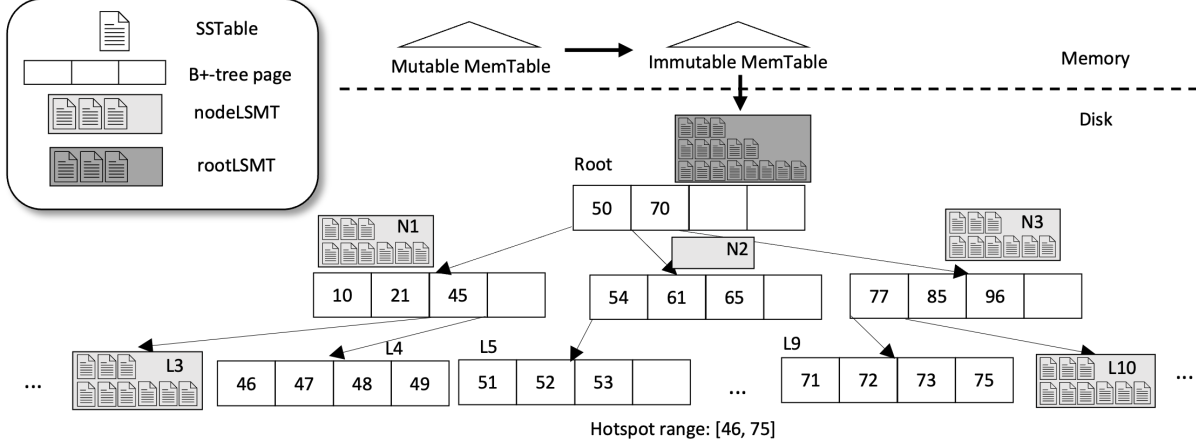 SSTable
B+-tree page
nodeLSMT
rootLSMT
Mutable MemTable
Immutable MemTable
Memory
Disk
Root
50 70
N1
N2
N3
10 21 45
54 61 65
77 85 96
L3
L4
L5
L9
L10
...
46 47 48 49
51 52 53
...
71 72 73 75
...
Hotspot range: [46, 75]